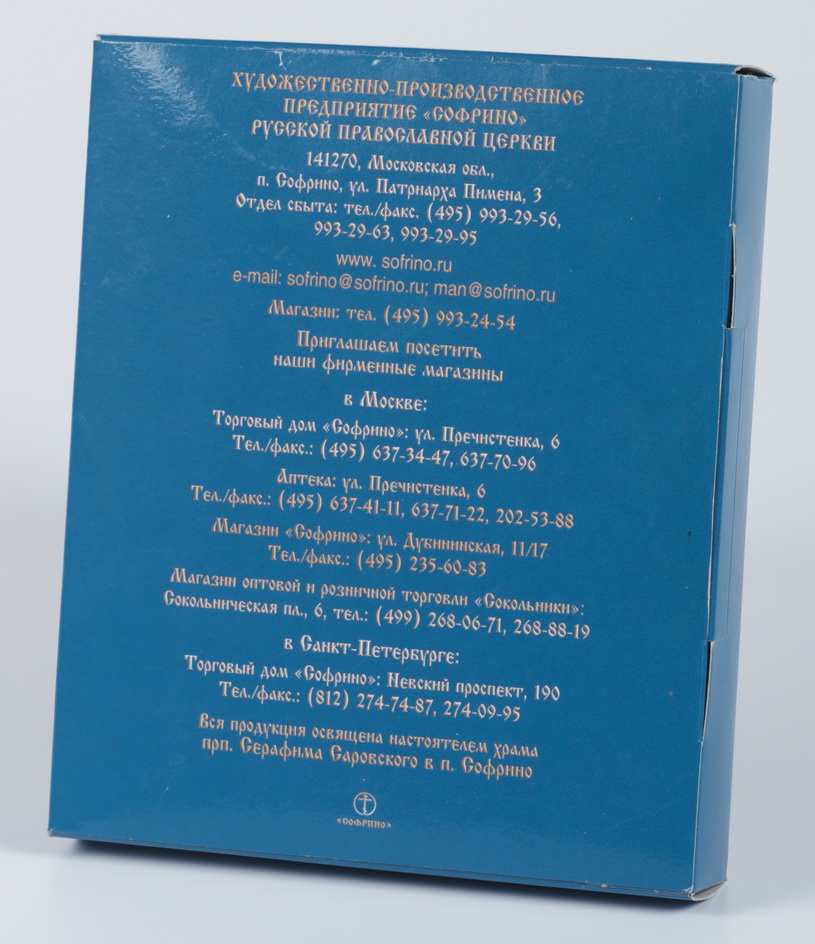 ХУДОЖЕСТВЕННО-ПРОИЗВОДСТВЕННОЕ
ПРЕДПРИЯТИЕ «СОФРИНО»
РУССКОЙ ПРАВОСЛАВНОЙ ЦЕРКВИ
141270, Московская обл.,
п. Софрино, ул. Патриарха Пимена, 3
Отдел сбыта: тел./факс. (495) 993-29-56,
993-29-63, 993-29-95
www. sofrino.ru
e-mail: sofrino@sofrino.ru; man@sofrino.ru
Магазин: тел. (495) 993-24-54
Приглашаем посетить
наши фирменные магазины
в Москве:
Торговый дом «Софрино»: ул. Пречистенка, 6
Тел./факс.: (495) 637-34-47, 637-70-96
Аптека: ул. Пречистенка, 6
Тел./факс.: (495) 637-41-11, 637-71-22, 202-53-88
Магазин «Софрино»: ул. Дубининская, 11/17
Тел./факс.: (495) 235-60-83
Магазин оптовой и розничной торговли «Сокольники»:
Сокольническая пл., 6, тел.: (499) 268-06-71, 268-88-19
в Санкт-Петербурге:
Торговый дом «Софрино»: Невский проспект, 190
Тел./факс.: (812) 274-74-87, 274-09-95
Вся продукция освящена настоятелем храма
прп. Серафима Саровского в п. Софрино
«СОФРИНО»